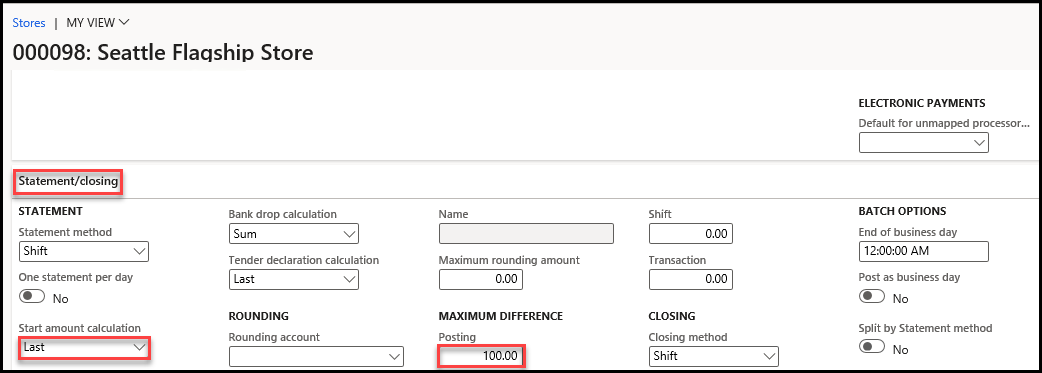 Stores | MY VIEW
000098: Seattle Flagship Store
ELECTRONIC PAYMENTS
Default for unmapped processor...
Statement/closing
STATEMENT
Statement method
Shift
One statement per day
No
Start amount calculation
Last
Bank drop calculation
Sum
Tender declaration calculation
Last
ROUNDING
Rounding account
Name
Maximum rounding amount
0.00
MAXIMUM DIFFERENCE
Posting
100.00
Shift
0.00
Transaction
0.00
CLOSING
Closing method
Shift
BATCH OPTIONS
End of business day
12:00:00 AM
Post as business day
No
Split by Statement method
No